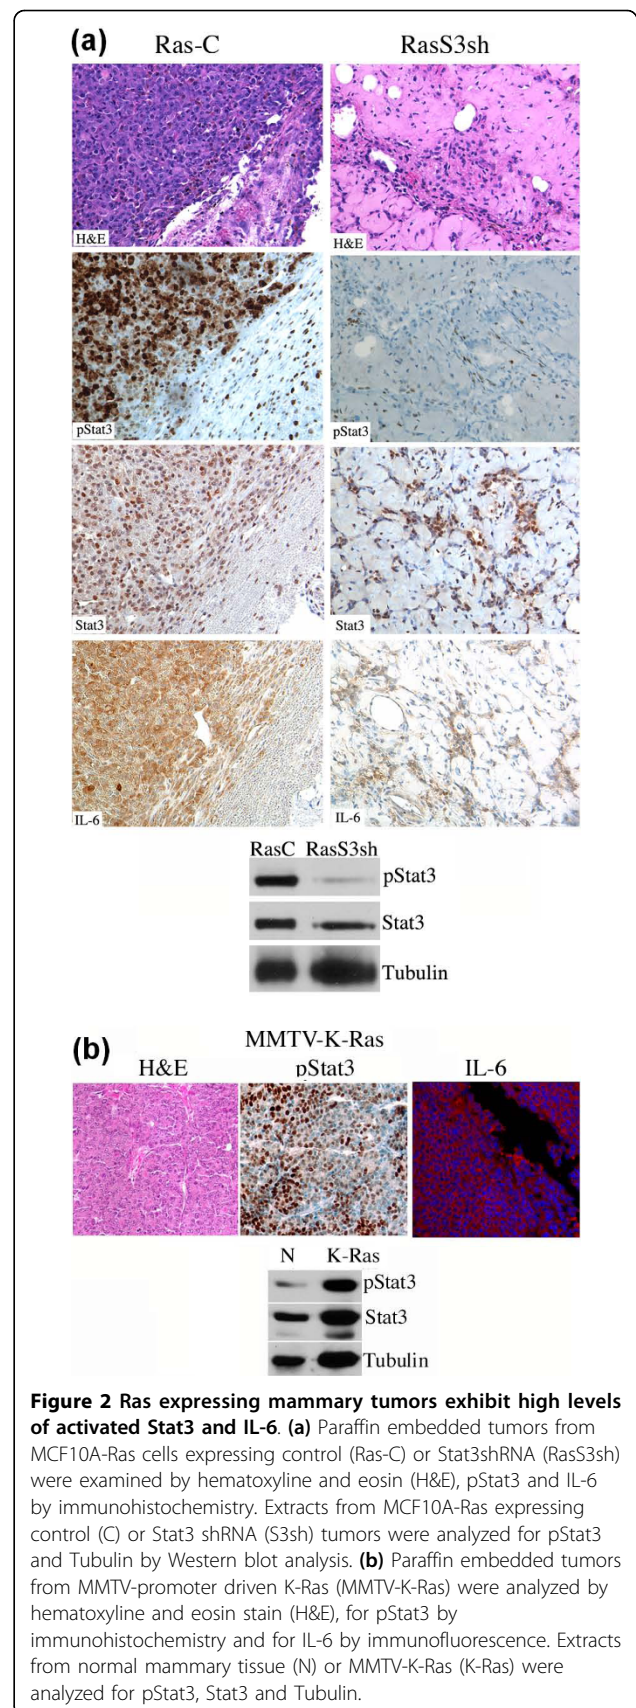 (a) Ras-C RasS3sh
H&E H&E
pStat3 pStat3
Stat3 Stat3
IL-6 IL-6
RasC RasS3sh
pStat3
Stat3
Tubulin
(b) MMTV-K-Ras
H&E pStat3 IL-6
N K-Ras
pStat3
Stat3
Tubulin
Figure 2 Ras expressing mammary tumors exhibit high levels
of activated Stat3 and IL-6. (a) Paraffin embedded tumors from
MCF10A-Ras cells expressing control (Ras-C) or Stat3shRNA (RasS3sh)
were examined by hematoxyline and eosin (H&E), pStat3 and IL-6
by immunohistochemistry. Extracts from MCF10A-Ras expressing
control (C) or Stat3 shRNA (S3sh) tumors were analyzed for pStat3
and Tubulin by Western blot analysis. (b) Paraffin embedded tumors
from MMTV-promoter driven K-Ras (MMTV-K-Ras) were analyzed by
hematoxyline and eosin stain (H&E), for pStat3 by
immunohistochemistry and for IL-6 by immunofluorescence. Extracts
from normal mammary tissue (N) or MMTV-K-Ras (K-Ras) were
analyzed for pStat3, Stat3 and Tubulin.